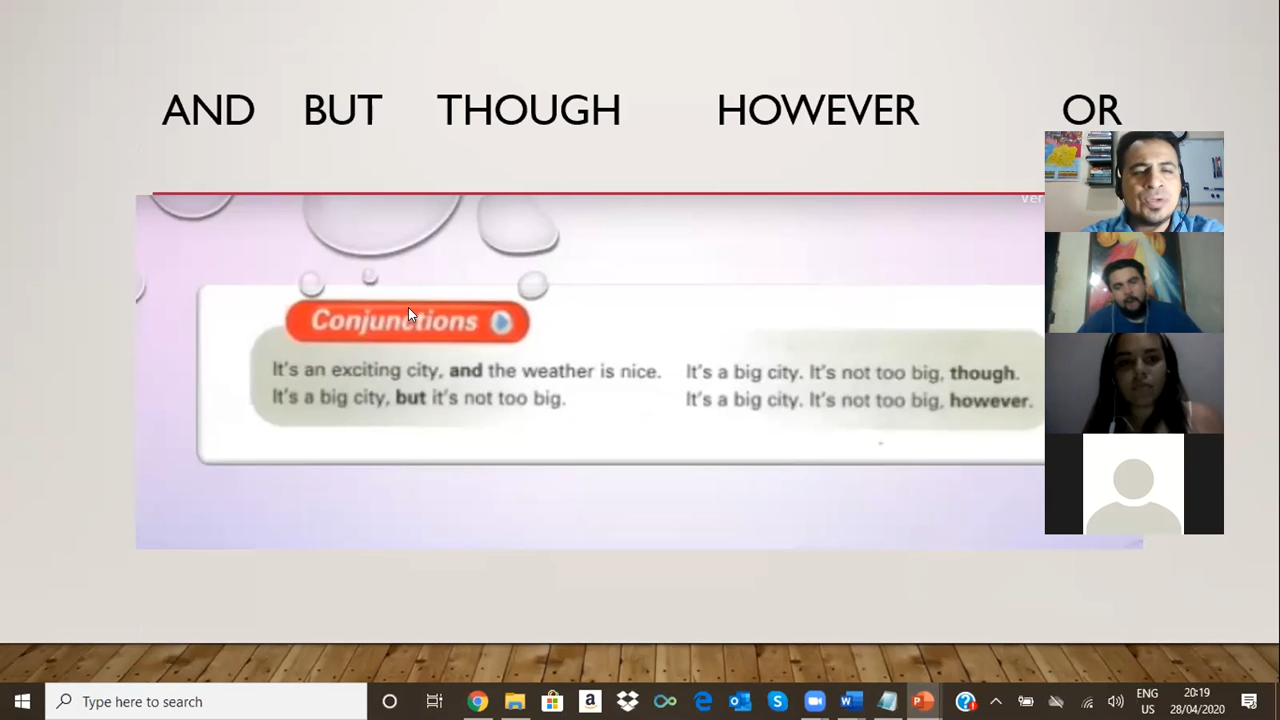 AND BUT THOUGH HOWEVER OR
Ver
Conjunctions
It's an exciting city, and the weather is nice.
It's a big city, but it's not too big.
It's a big city. It's not too big, though.
It's a big city. It's not too big, however.
Type here to search
ENG
US
20:19
28/04/2020